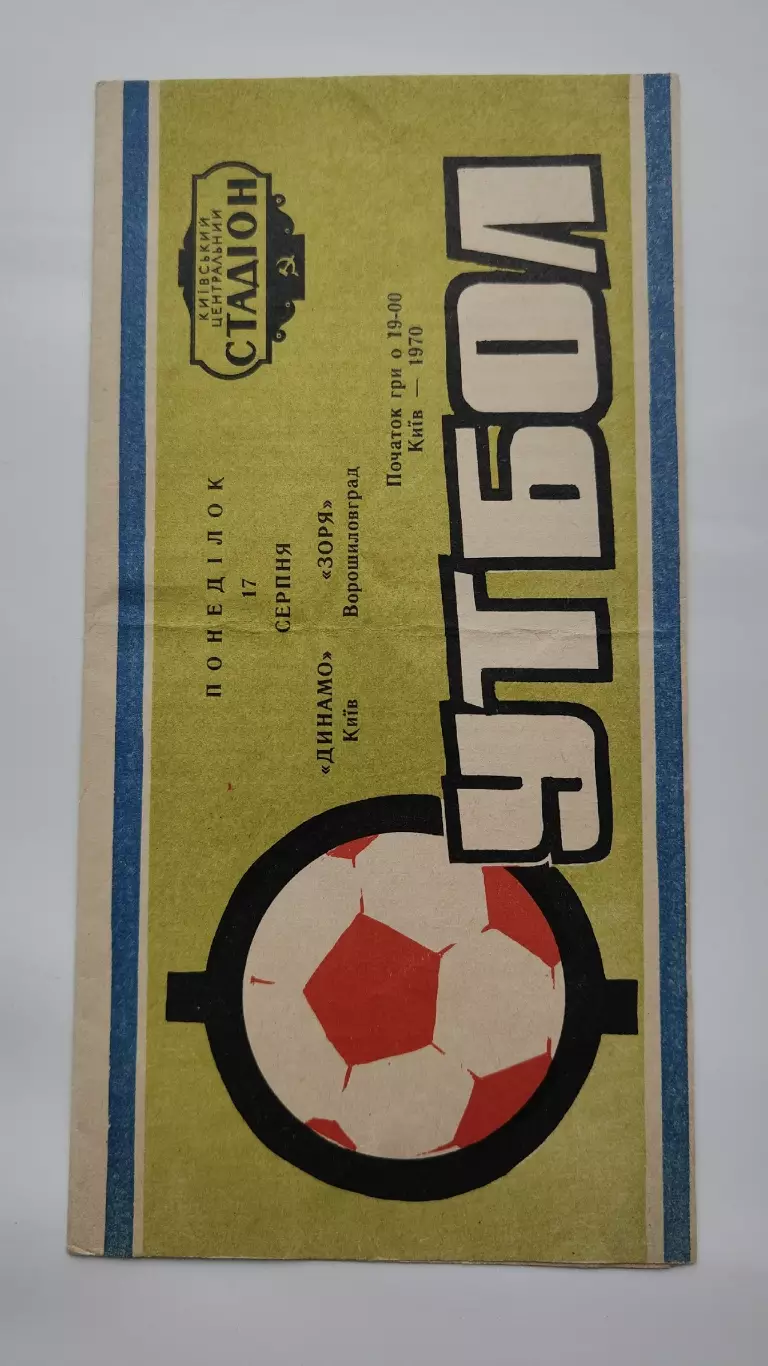 КИЇВСЬКИЙ
ЦЕНТРАЛЬНИЙ
СТАДІОН
ПОНЕДІЛОК
17
СЕРПНЯ
«ДИНАМО» «ЗОРЯ»
Київ Ворошиловград
Початок гри о 19-00
Київ — 1970
ФУТБОЛ